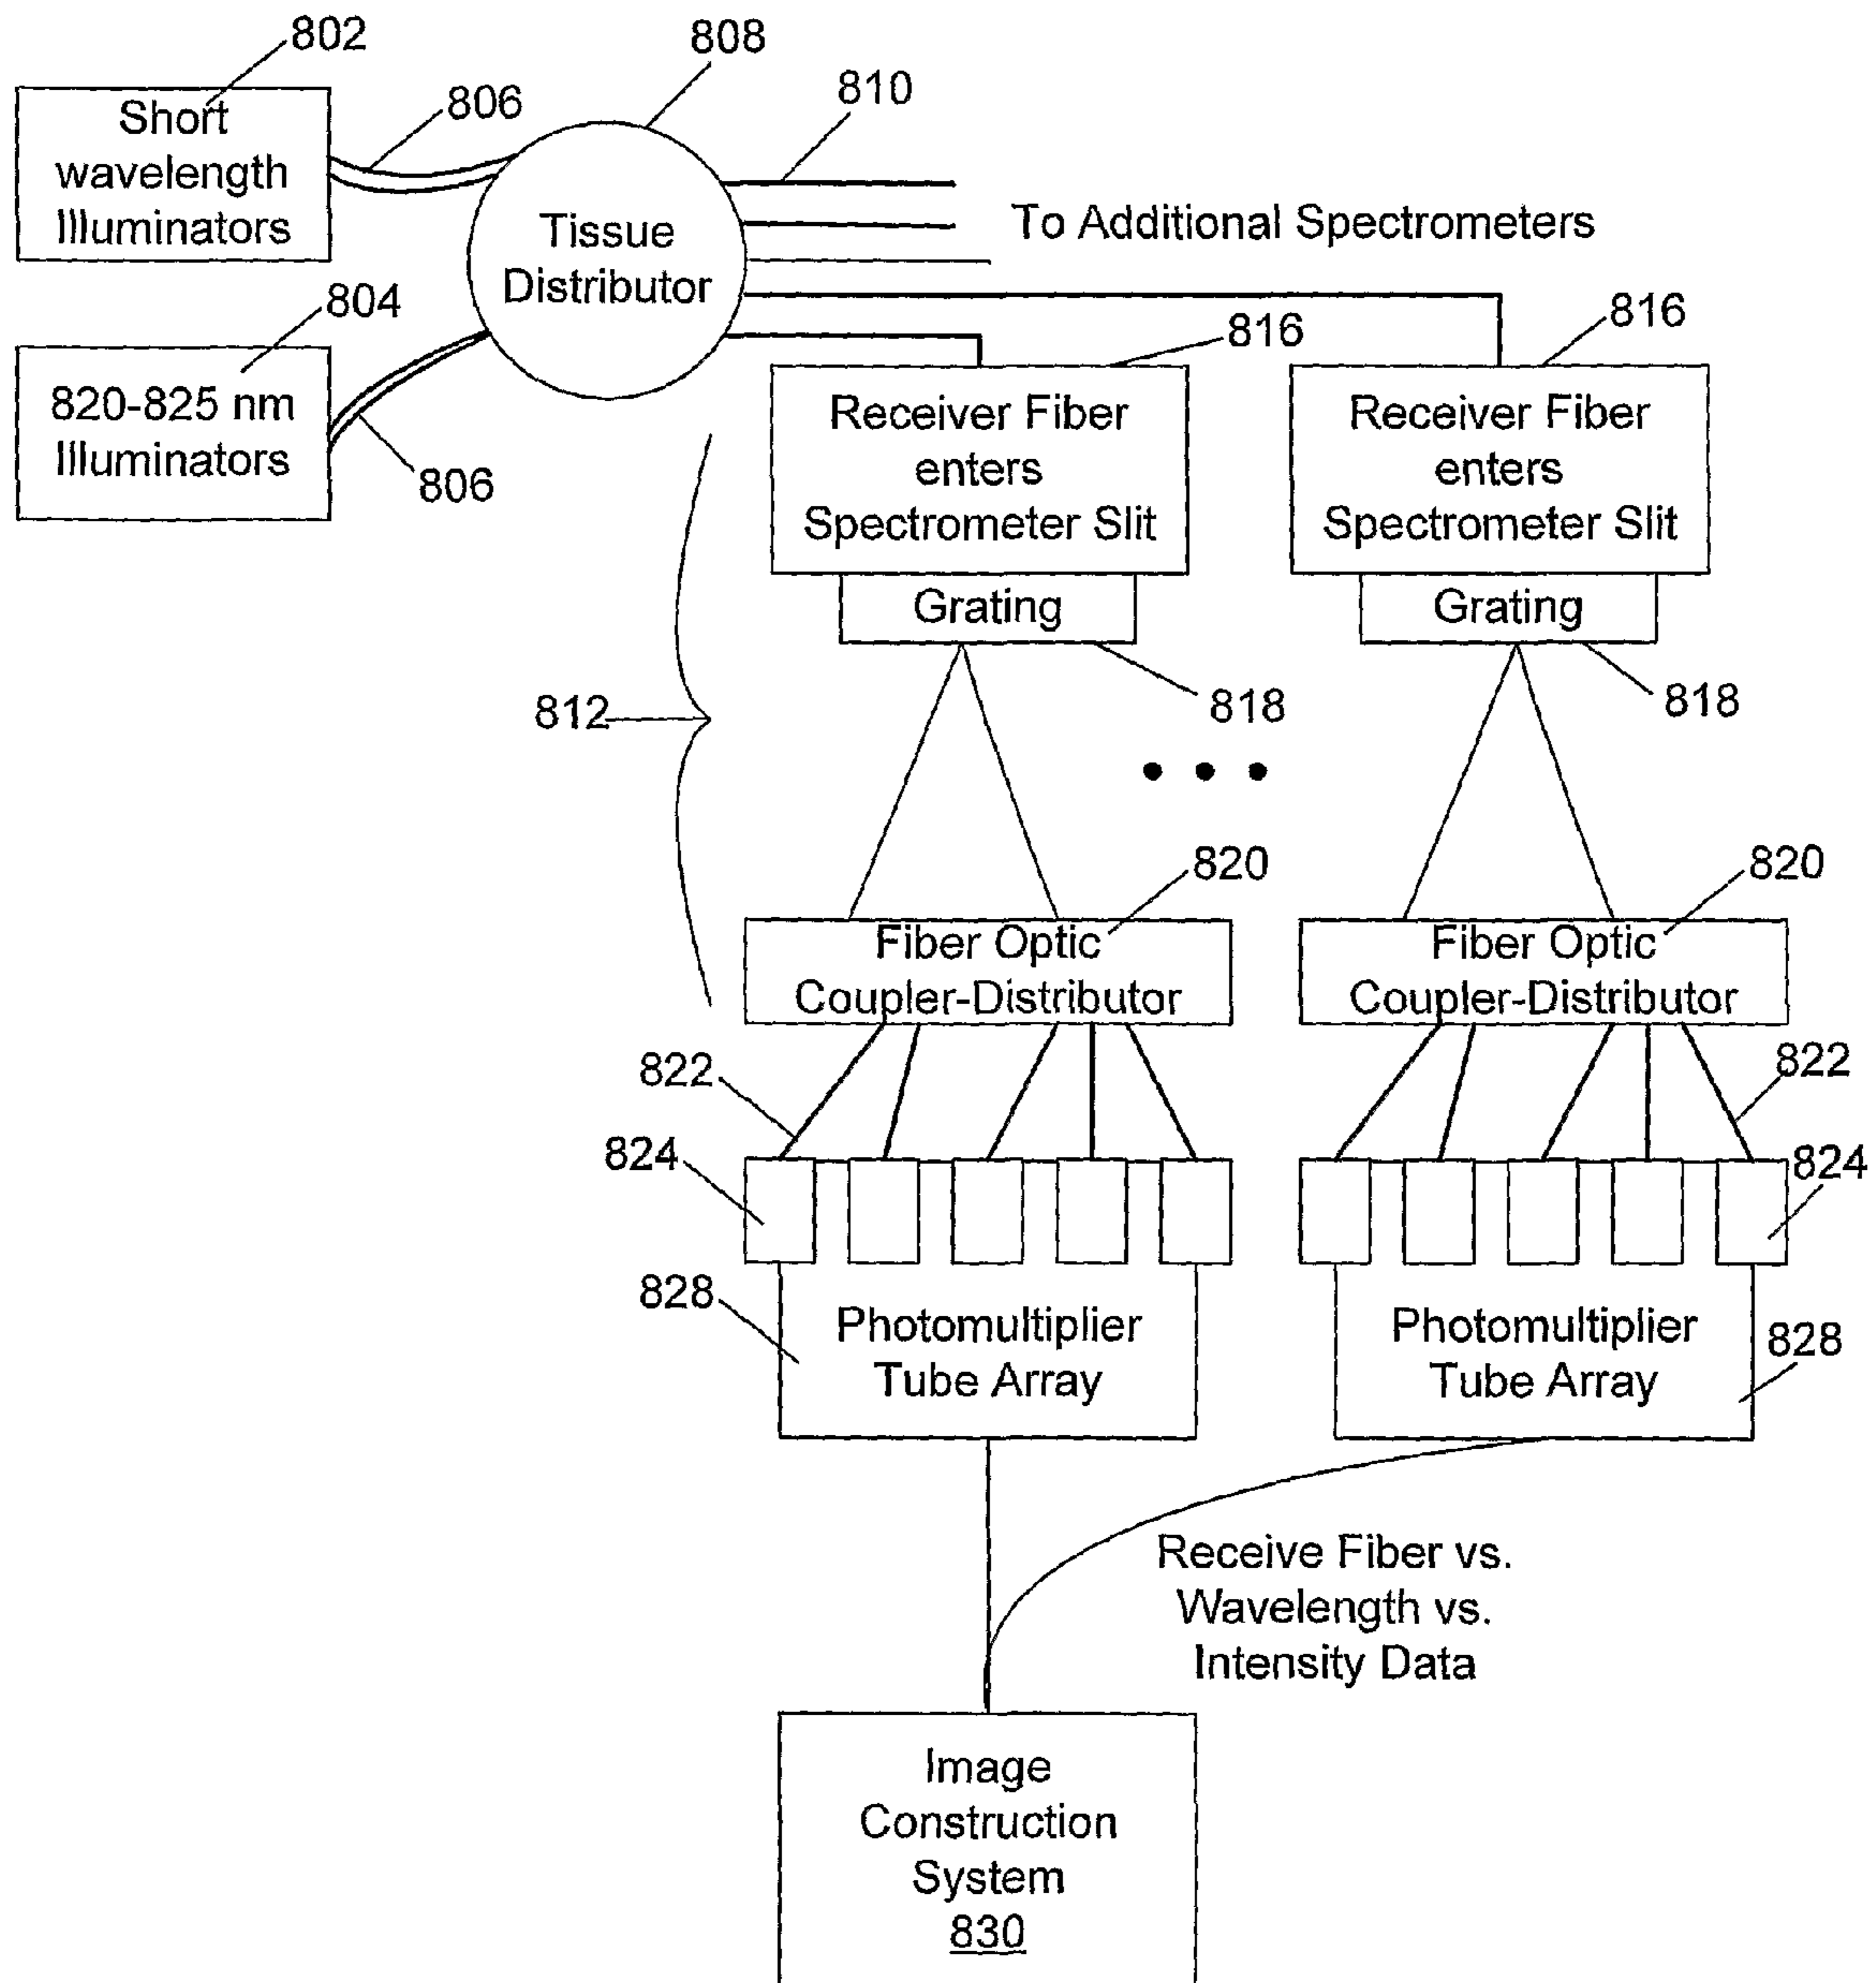 802
808
810
Short
wavelength
Illuminators
806
Tissue
Distributor
To Additional Spectrometers
804
820-825 nm
Illuminators
806
816
816
Receiver Fiber
enters
Spectrometer Slit
Receiver Fiber
enters
Spectrometer Slit
Grating
Grating
812
818
818
820
820
Fiber Optic
Coupler-Distributor
Fiber Optic
Coupler-Distributor
822
822
824
824
828
Photomultiplier
Tube Array
Photomultiplier
Tube Array
828
Receive Fiber vs.
Wavelength vs.
Intensity Data
Image
Construction
System
830